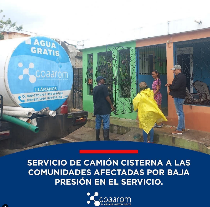 AGUA GRATIS
coaarom
SERVICIO DE CAMIÓN CISTERNA A LAS
COMUNIDADES AFECTADAS POR BAJA
PRESIÓN EN EL SERVICIO.
coaarom